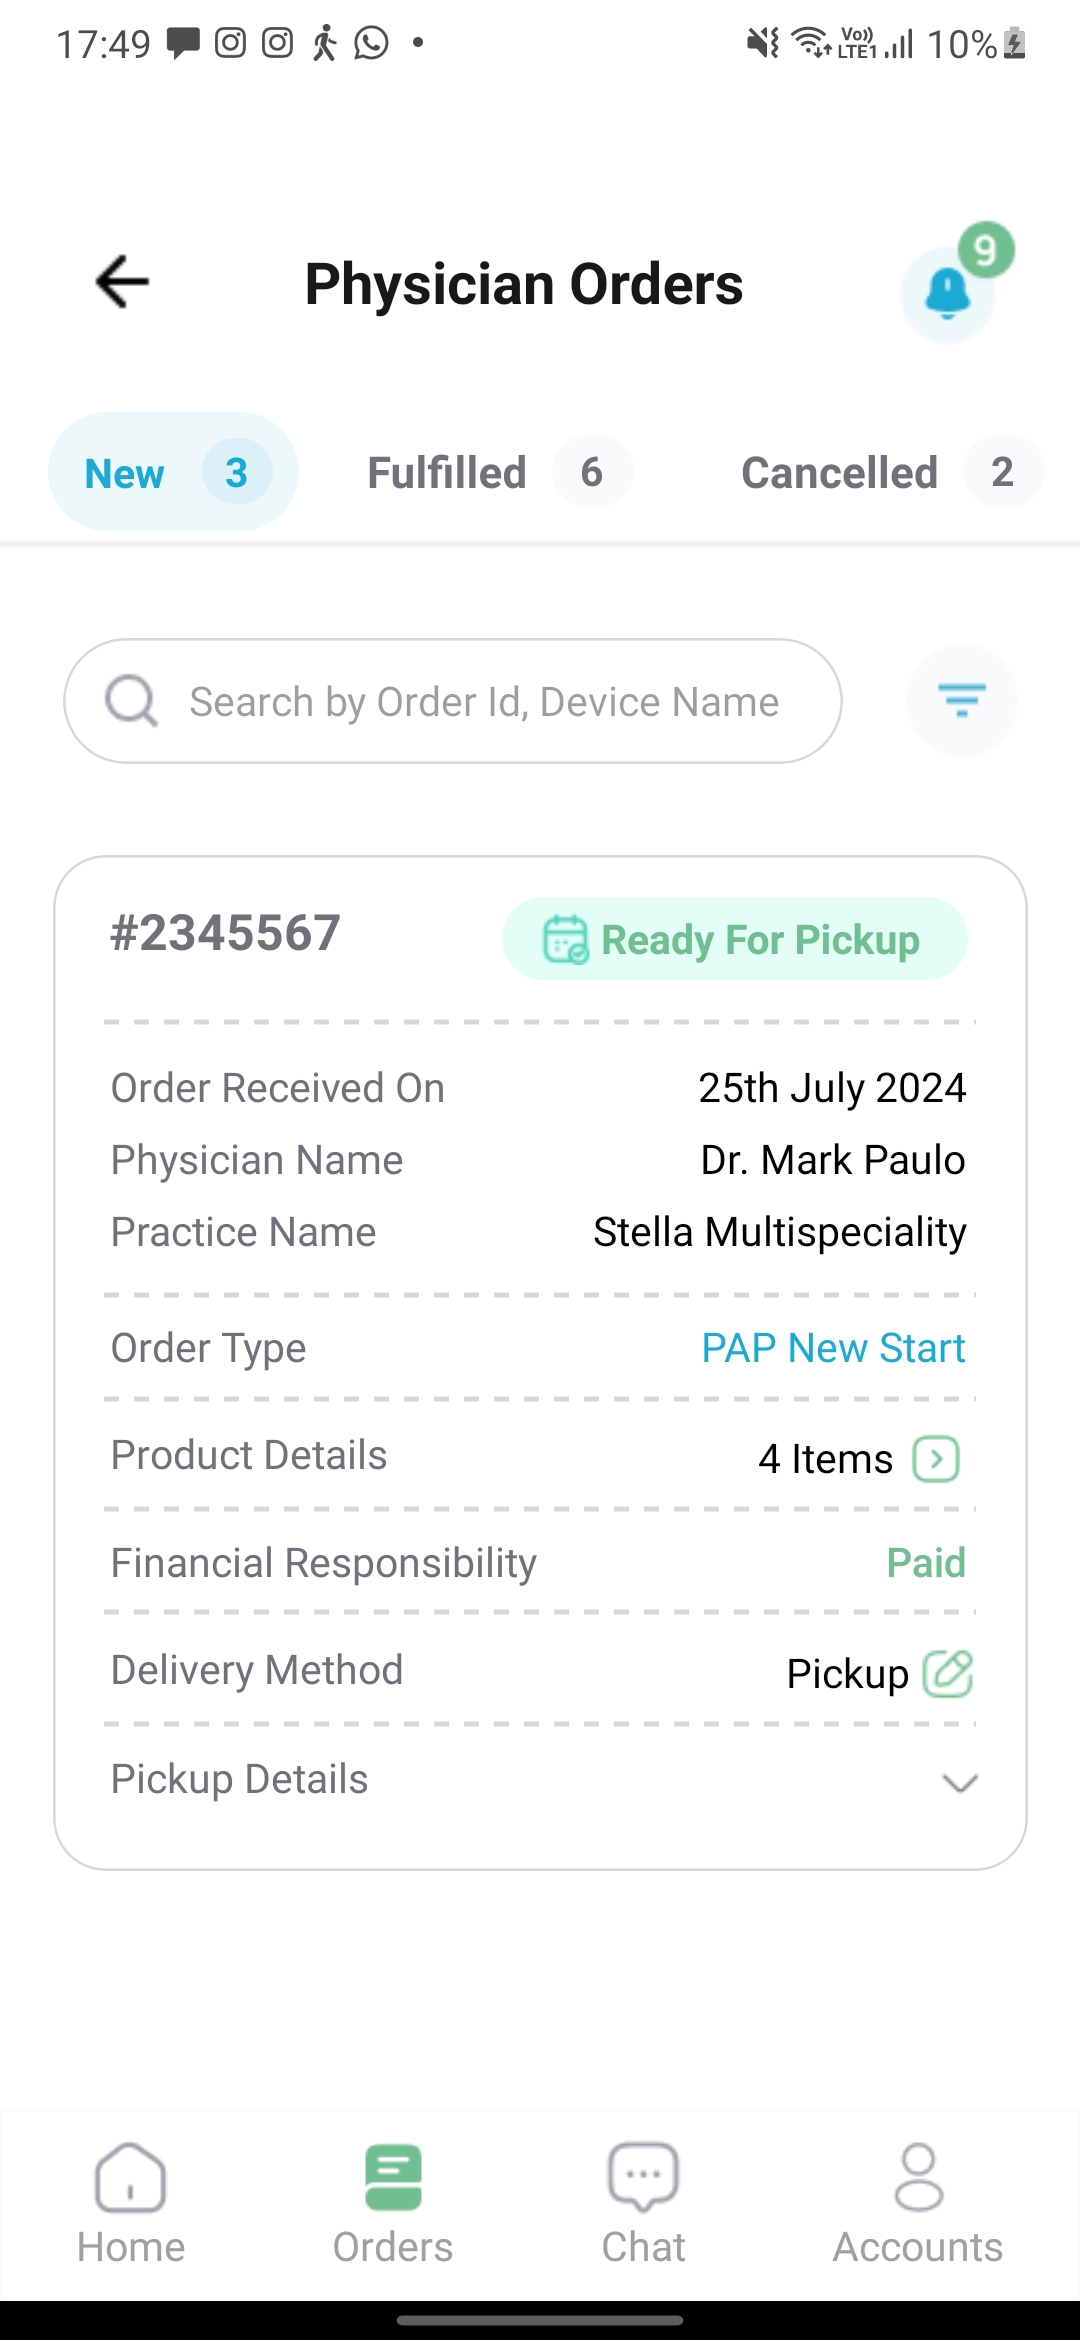 17:49 Vo)) LTE1 10%
Physician Orders 9
New 3 Fulfilled 6 Cancelled 2
Search by Order Id, Device Name
#2345567 Ready For Pickup
Order Received On 25th July 2024
Physician Name Dr. Mark Paulo
Practice Name Stella Multispeciality
Order Type PAP New Start
Product Details 4 Items
Financial Responsibility Paid
Delivery Method Pickup
Pickup Details
Home Orders Chat Accounts